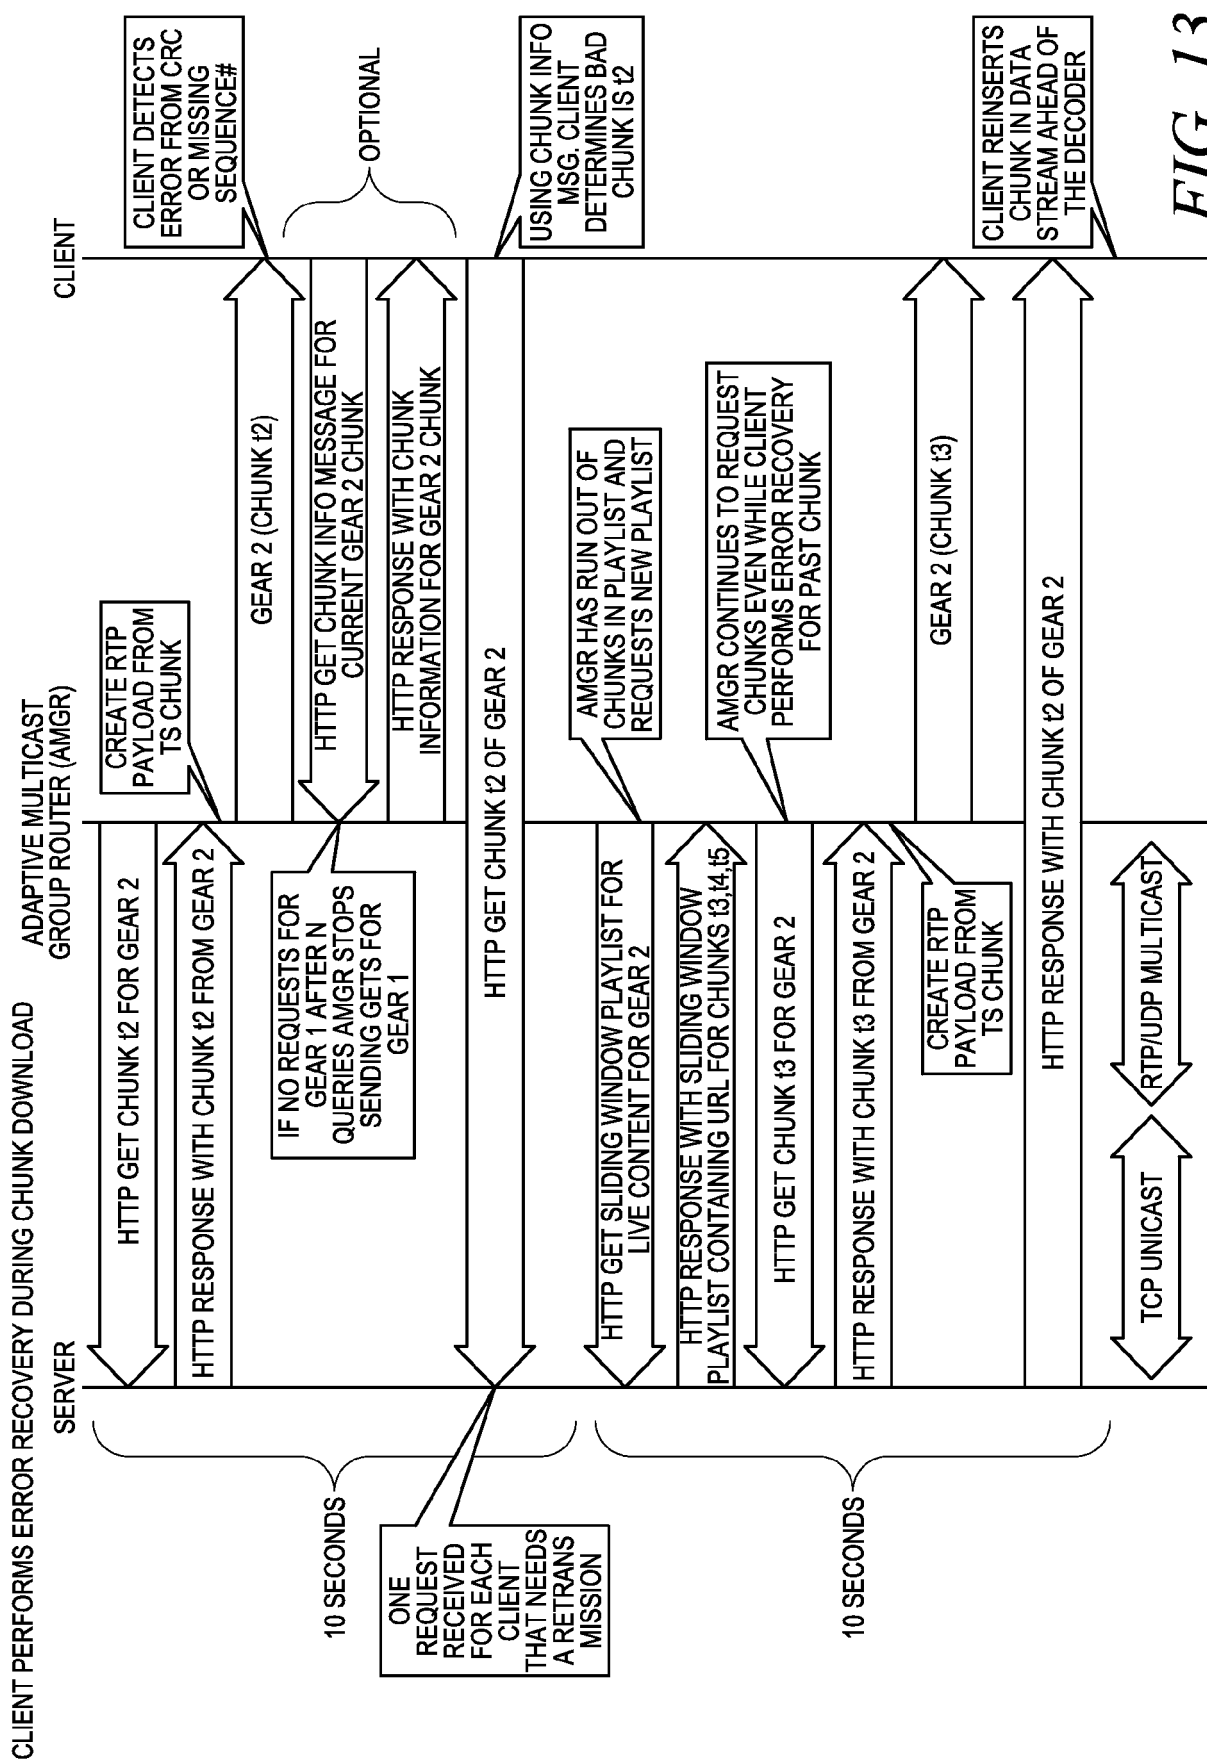 CLIENT PERFORMS ERROR RECOVERY DURING CHUNK DOWNLOAD
SERVER
ADAPTIVE MULTICAST
GROUP ROUTER (AMGR)
CLIENT
10 SECONDS
HTTP GET CHUNK t2 FOR GEAR 2
HTTP RESPONSE WITH CHUNK t2 FROM GEAR 2
CREATE RTP
PAYLOAD FROM
TS CHUNK
GEAR 2 (CHUNK t2)
CLIENT DETECTS
ERROR FROM CRC
OR MISSING
SEQUENCE#
IF NO REQUESTS FOR
GEAR 1 AFTER N
QUERIES AMGR STOPS
SENDING GETS FOR
GEAR 1
HTTP GET CHUNK INFO MESSAGE FOR
CURRENT GEAR 2 CHUNK
HTTP RESPONSE WITH CHUNK
INFORMATION FOR GEAR 2 CHUNK
OPTIONAL
ONE
REQUEST
RECEIVED
FOR EACH
CLIENT
THAT NEEDS
A RETRANS
MISSION
HTTP GET CHUNK t2 OF GEAR 2
USING CHUNK INFO
MSG. CLIENT
DETERMINES BAD
CHUNK IS t2
10 SECONDS
HTTP GET SLIDING WINDOW PLAYLIST FOR
LIVE CONTENT FOR GEAR 2
AMGR HAS RUN OUT OF
CHUNKS IN PLAYLIST AND
REQUESTS NEW PLAYLIST
HTTP RESPONSE WITH SLIDING WINDOW
PLAYLIST CONTAINING URL FOR CHUNKS t3,t4,t5
HTTP GET CHUNK t3 FOR GEAR 2
AMGR CONTINUES TO REQUEST
CHUNKS EVEN WHILE CLIENT
PERFORMS ERROR RECOVERY
FOR PAST CHUNK
HTTP RESPONSE WITH CHUNK t3 FROM GEAR 2
CREATE RTP
PAYLOAD FROM
TS CHUNK
GEAR 2 (CHUNK t3)
HTTP RESPONSE WITH CHUNK t2 OF GEAR 2
CLIENT REINSERTS
CHUNK IN DATA
STREAM AHEAD OF
THE DECODER
TCP UNICAST
RTP/UDP MULTICAST
FIG. 13